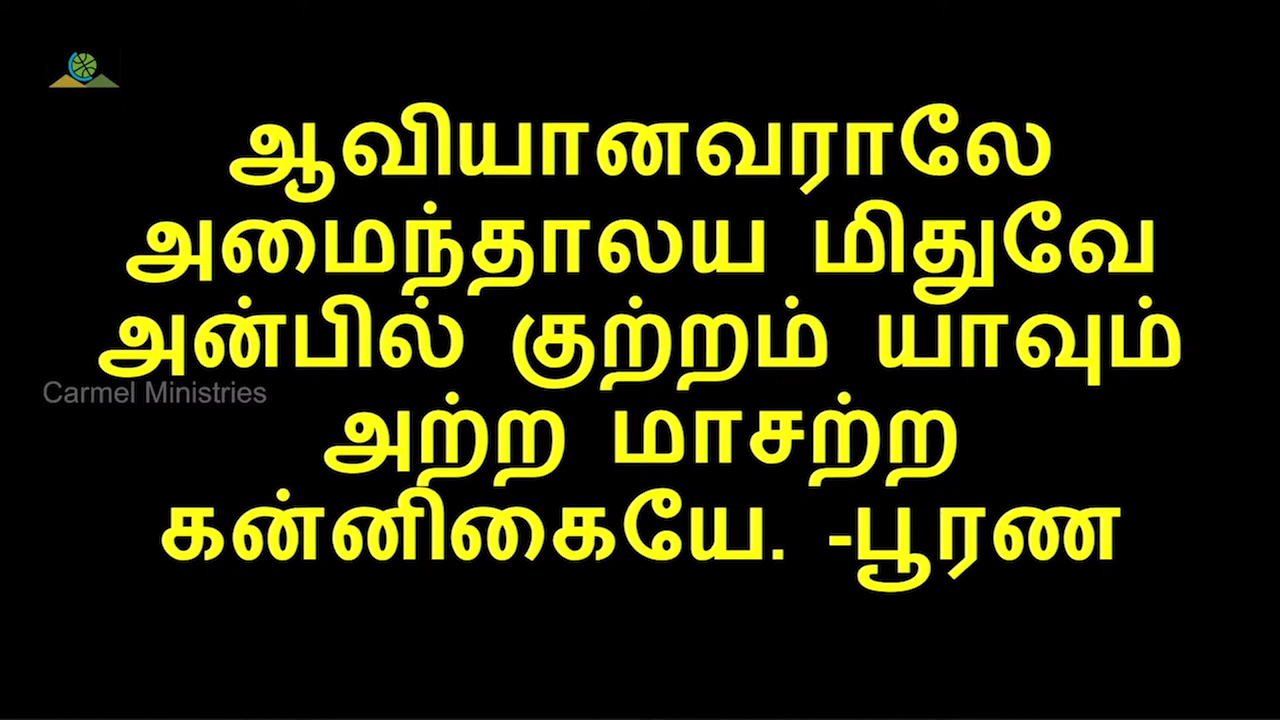 ஆவியானவராலே
அமைந்தாலய மிதுவே
அன்பில் குற்றம் யாவும்
Carmel Ministries
அற்ற மாசற்ற
கன்னிகையே. -பூரண